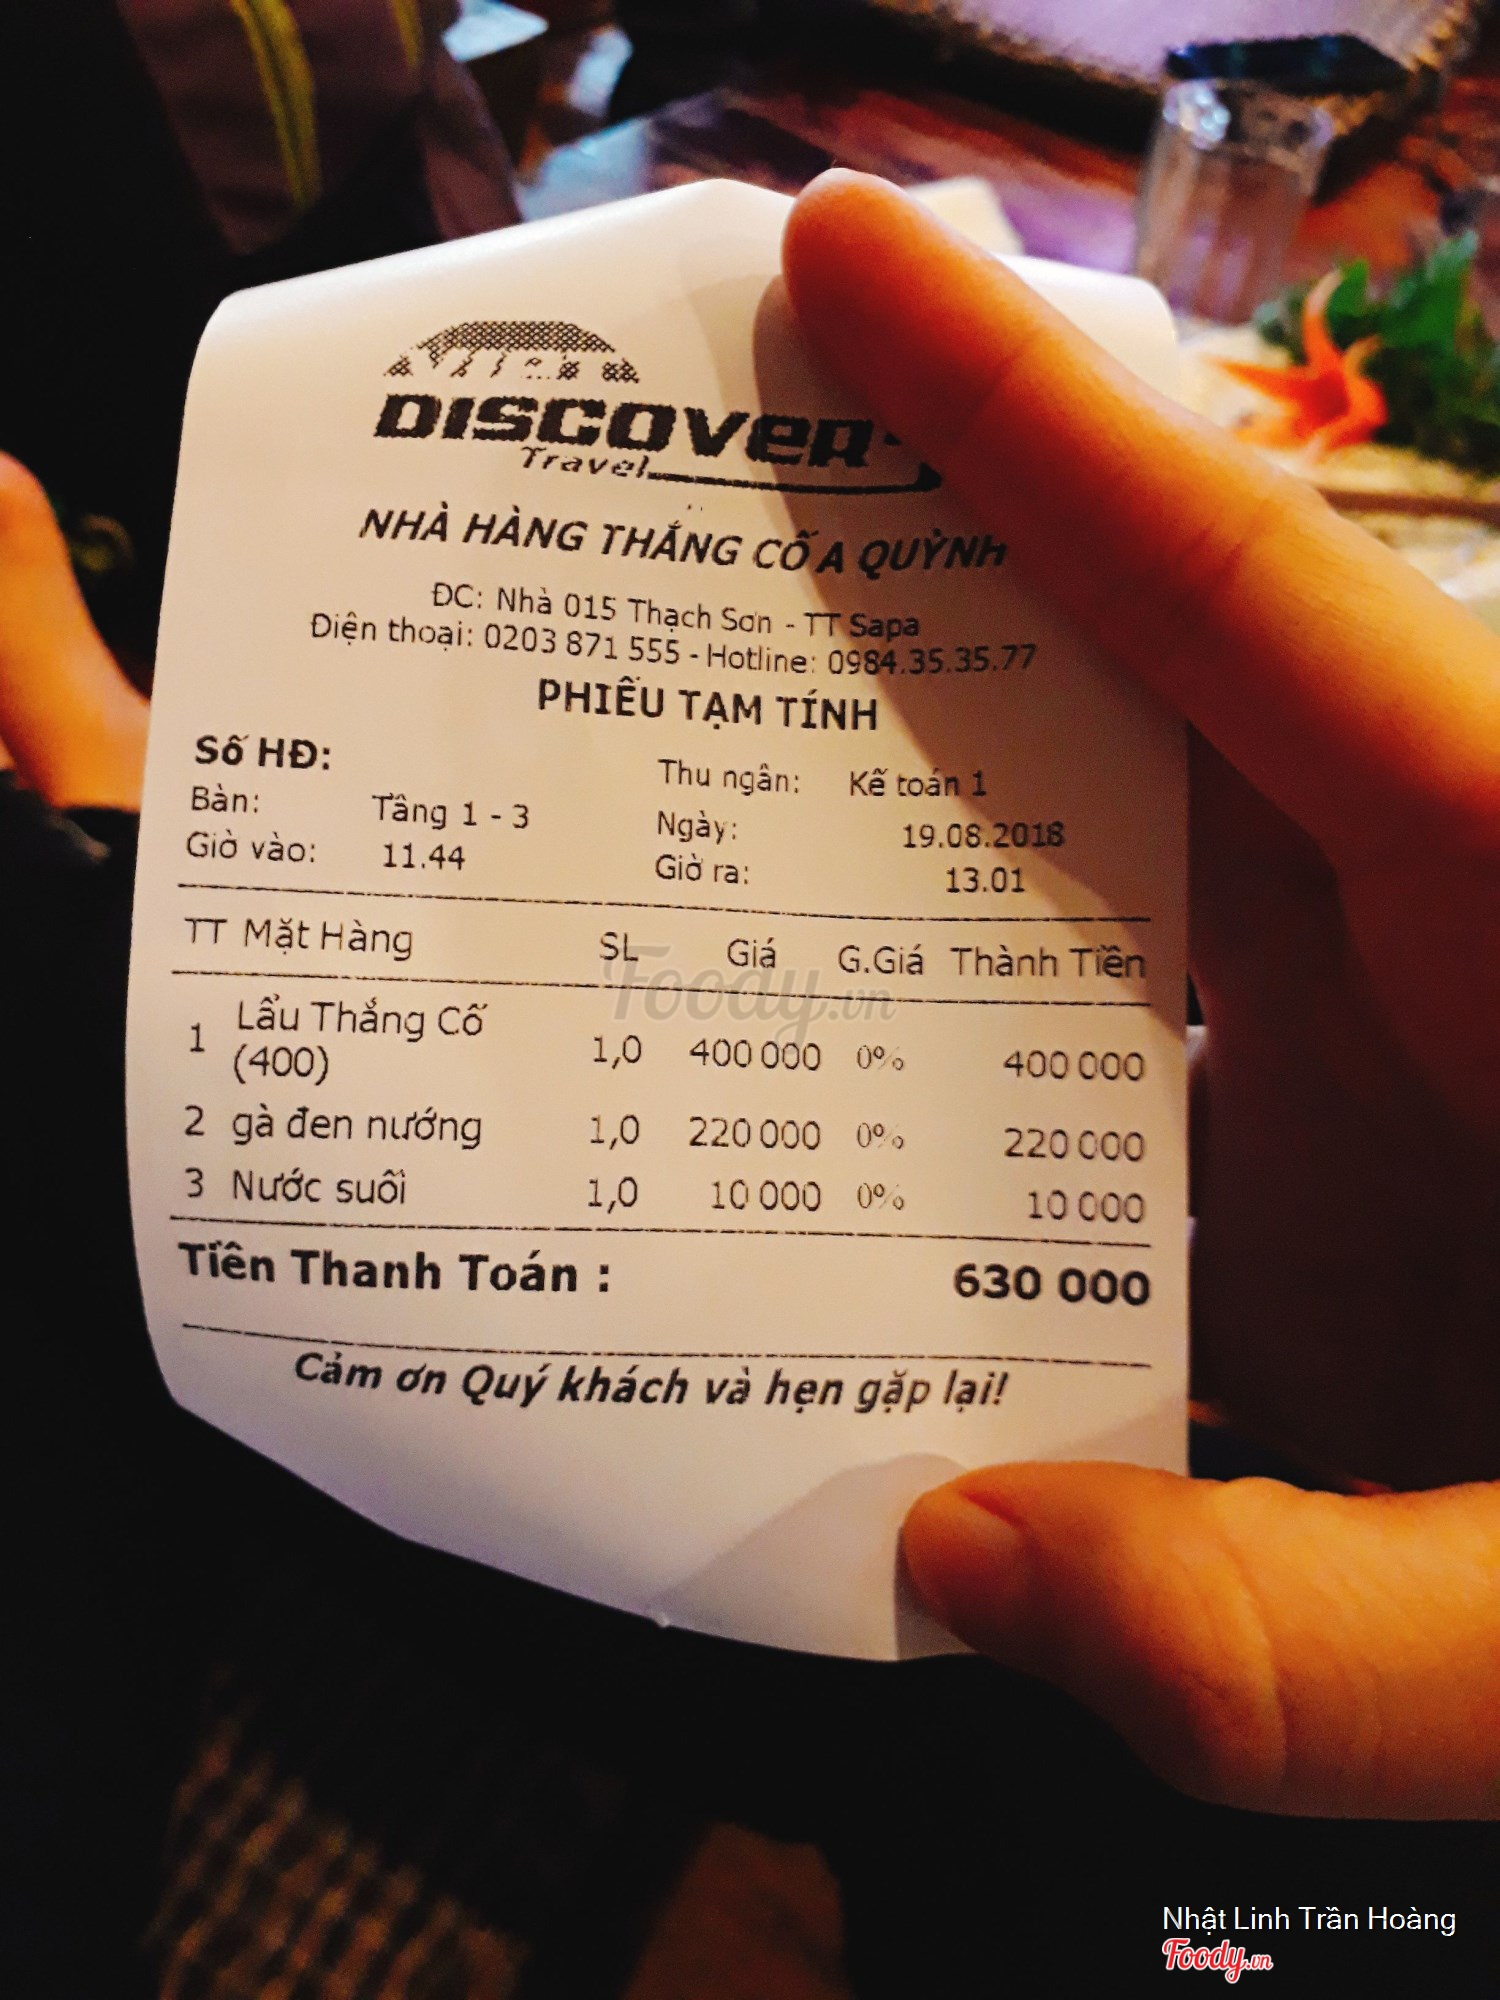 DISCOVER
Travel
NHÀ HÀNG THẮNG CỐ A QUỲNH
ĐC: Nhà 015 Thạch Sơn - TT Sapa
Điện thoại: 0203 871 555 - Hotline: 0984.35.35.77
PHIẾU TẠM TÍNH
Số HĐ:
Thu ngân: Kế toán 1
Bàn: Tầng 1 - 3 Ngày: 19.08.2018
Giờ vào: 11.44 Giờ ra: 13.01
TT Mặt Hàng SL Giá G.Giá Thành Tiền
1 Lẩu Thắng Cố (400) 1,0 400 000 0% 400 000
2 gà đen nướng 1,0 220 000 0% 220 000
3 Nước suối 1,0 10 000 0% 10 000
Tiền Thanh Toán : 630 000
Cảm ơn Quý khách và hẹn gặp lại!
Foody.vn
Nhật Linh Trần Hoàng
Foody.vn